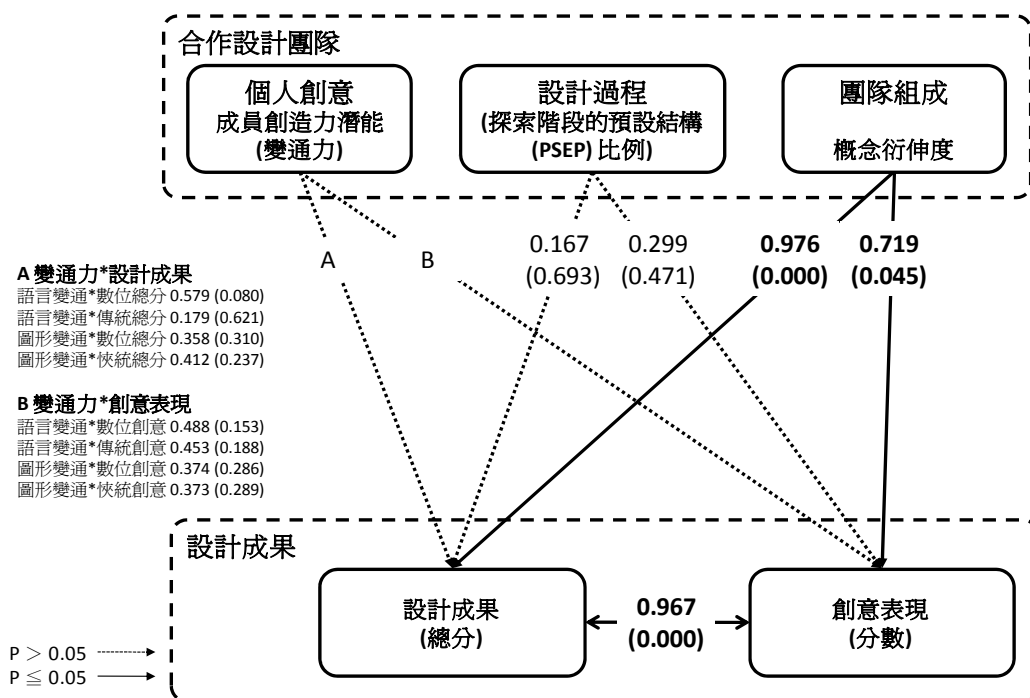 合作設計團隊
個人創意
成員創造力潛能
(變通力)
設計過程
(探索階段的預設結構
(PSEP) 比例)
團隊組成
概念衍伸度
A
B
0.167
(0.693)
0.299
(0.471)
0.976
(0.000)
0.719
(0.045)
A 變通力*設計成果
語言變通*數位總分 0.579 (0.080)
語言變通*傳統總分 0.179 (0.621)
圖形變通*數位總分 0.358 (0.310)
圖形變通*恢統總分 0.412 (0.237)
B 變通力*創意表現
語言變通*數位創意 0.488 (0.153)
語言變通*傳統創意 0.453 (0.188)
圖形變通*數位創意 0.374 (0.286)
圖形變通*恢統創意 0.373 (0.289)
設計成果
設計成果
(總分)
0.967
(0.000)
創意表現
(分數)
P > 0.05
P ≦ 0.05